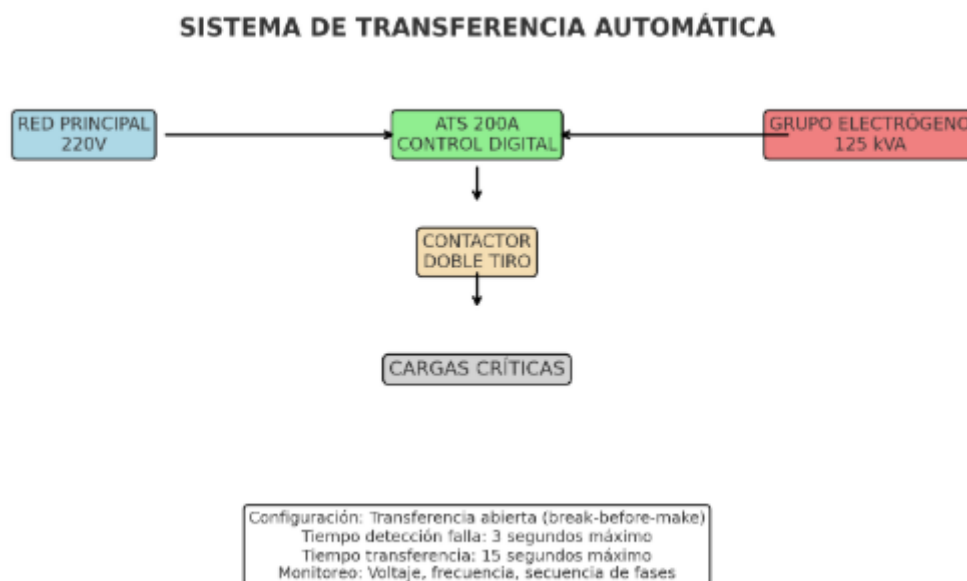 SISTEMA DE TRANSFERENCIA AUTOMÁTICA
RED PRINCIPAL
220V
ATS 200A
CONTROL DIGITAL
GRUPO ELECTRÓGENO
125 kVA
CONTACTOR
DOBLE TIRO
CARGAS CRÍTICAS
Configuración: Transferencia abierta (break-before-make)
Tiempo detección falla: 3 segundos máximo
Tiempo transferencia: 15 segundos máximo
Monitoreo: Voltaje, frecuencia, secuencia de fases